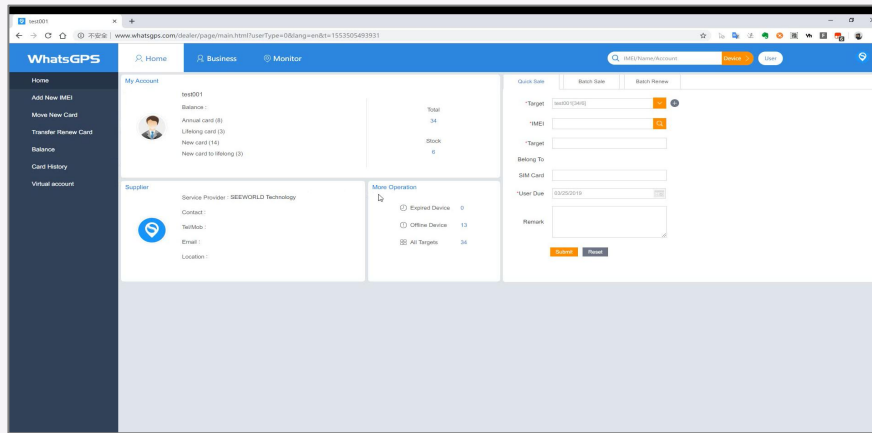 test001
不安全 | www.whatsgps.com/dealer/page/main.html?userType=0&lang=en&t=1553505493931
WhatsGPS
Home
Business
Monitor
IMEI/Name/Account
Device
User
Home
Add New IMEI
Move New Card
Transfer Renew Card
Balance
Card History
Virtual account
My Account
test001
Balance :
Annual card (8)
Lifelong card (3)
New card (14)
New card to lifelong (3)
Total
34
Stock
6
Supplier
Service Provider : SEEWORLD Technology
Contact :
Tel/Mob :
Email :
Location :
More Operation
Expired Device 0
Offline Device 13
All Targets 34
Quick Sale
Batch Sale
Batch Renew
*Target
test001(34/6)
*IMEI
*Target
Belong To
SIM Card
*User Due
03/25/2019
Remark
Submit
Reset